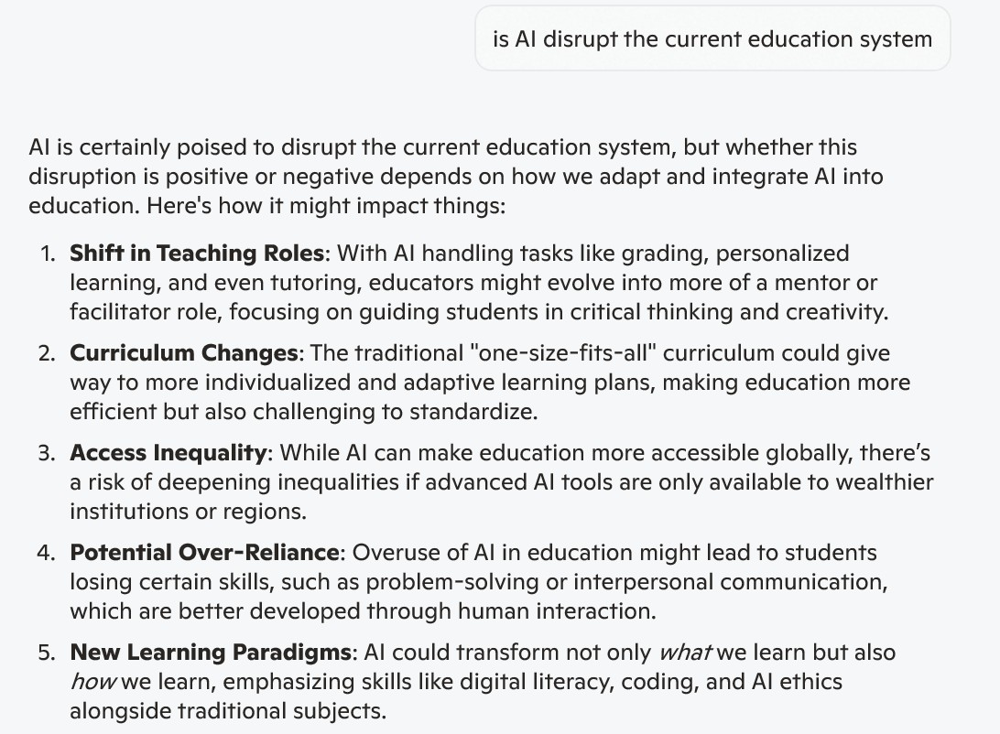 is AI disrupt the current education system
AI is certainly poised to disrupt the current education system, but whether this
disruption is positive or negative depends on how we adapt and integrate AI into
education. Here's how it might impact things:
1. Shift in Teaching Roles: With AI handling tasks like grading, personalized
learning, and even tutoring, educators might evolve into more of a mentor or
facilitator role, focusing on guiding students in critical thinking and creativity.
2. Curriculum Changes: The traditional "one-size-fits-all" curriculum could give
way to more individualized and adaptive learning plans, making education more
efficient but also challenging to standardize.
3. Access Inequality: While AI can make education more accessible globally, there’s
a risk of deepening inequalities if advanced AI tools are only available to wealthier
institutions or regions.
4. Potential Over-Reliance: Overuse of AI in education might lead to students
losing certain skills, such as problem-solving or interpersonal communication,
which are better developed through human interaction.
5. New Learning Paradigms: AI could transform not only what we learn but also
how we learn, emphasizing skills like digital literacy, coding, and AI ethics
alongside traditional subjects.